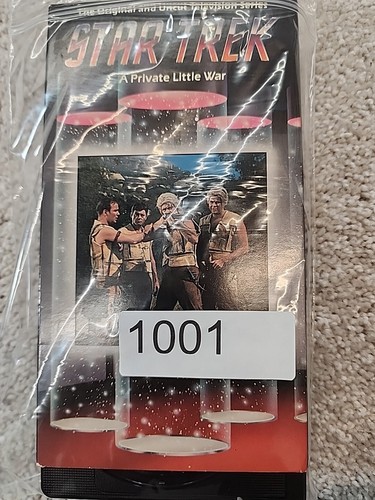 The Original and Uncut Television Series
STAR TREK
A Private Little War
1001